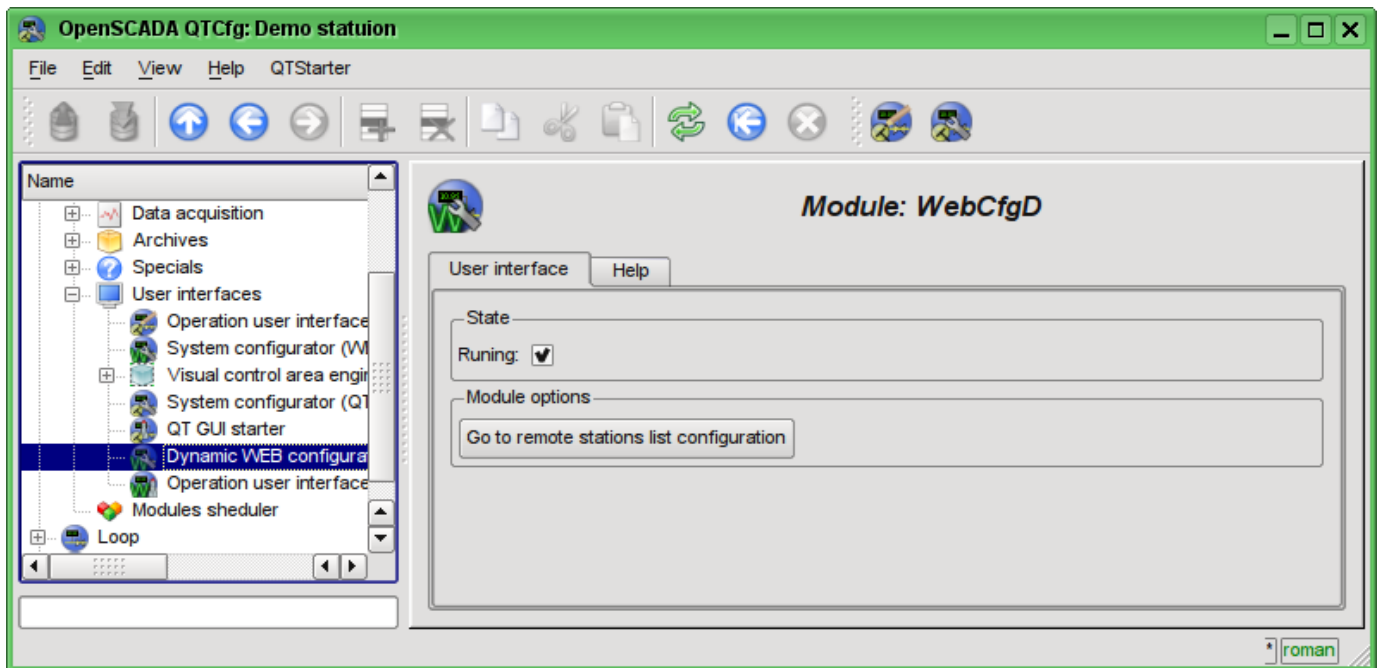 OpenSCADA QTCfg: Demo statuion
File Edit View Help QTStarter
Name
Data acquisition
Archives
Specials
User interfaces
Operation user interface
System configurator (WI
Visual control area engir
System configurator (QT
QT GUI starter
Dynamic WEB configura
Operation user interface
Modules sheduler
Loop
Module: WebCfgD
User interface Help
State
Runing:
Module options
Go to remote stations list configuration
* roman